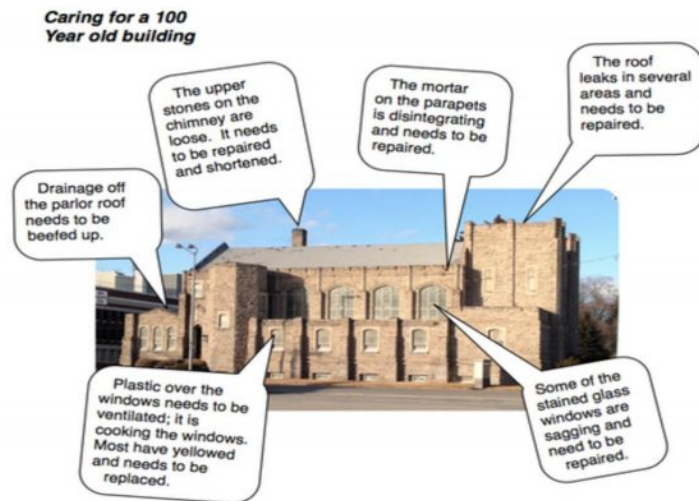 Caring for a 100
Year old building
The upper
stones on the
chimney are
loose. It needs
to be repaired
and shortened.
The mortar
on the parapets
is disintegrating
and needs to be
repaired.
The roof
leaks in several
areas and
needs to be
repaired.
Drainage off
the parlor roof
needs to be
beefed up.
Plastic over the
windows needs to be
ventilated; it is
cooking the windows.
Most have yellowed
and needs to be
replaced.
Some of the
stained glass
windows are
sagging and
need to be
repaired.